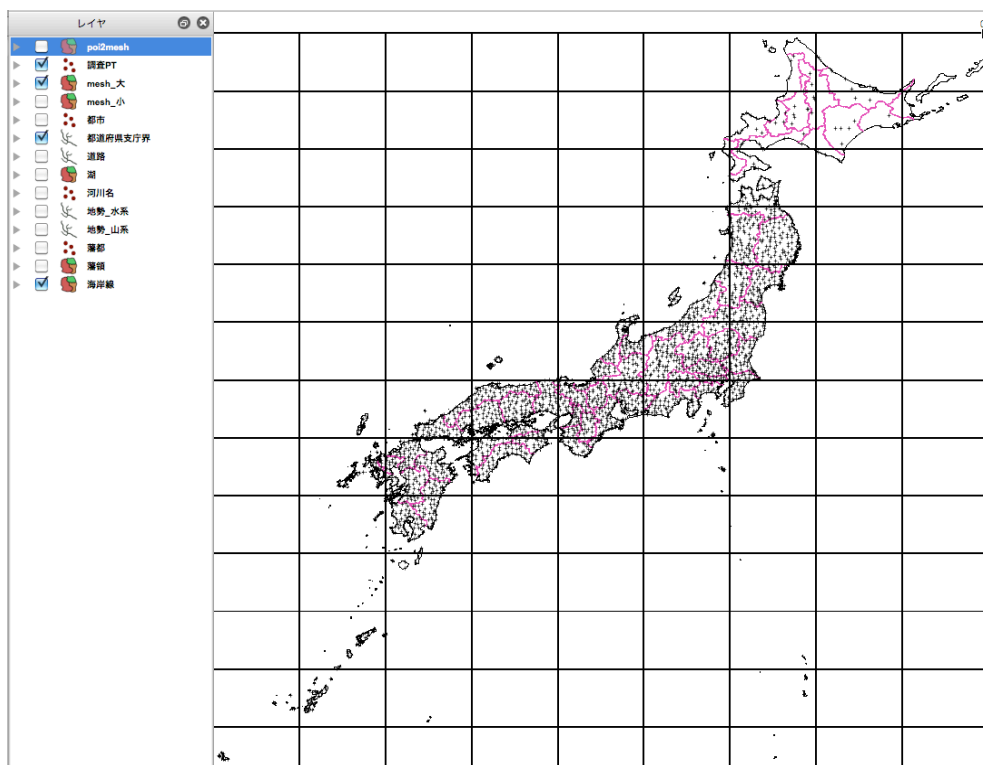 レイヤ
poi2mesh
調査PT
mesh_大
mesh_小
都市
都道府県支庁界
道路
湖
河川名
地勢_水系
地勢_山系
藩都
藩領
海岸線